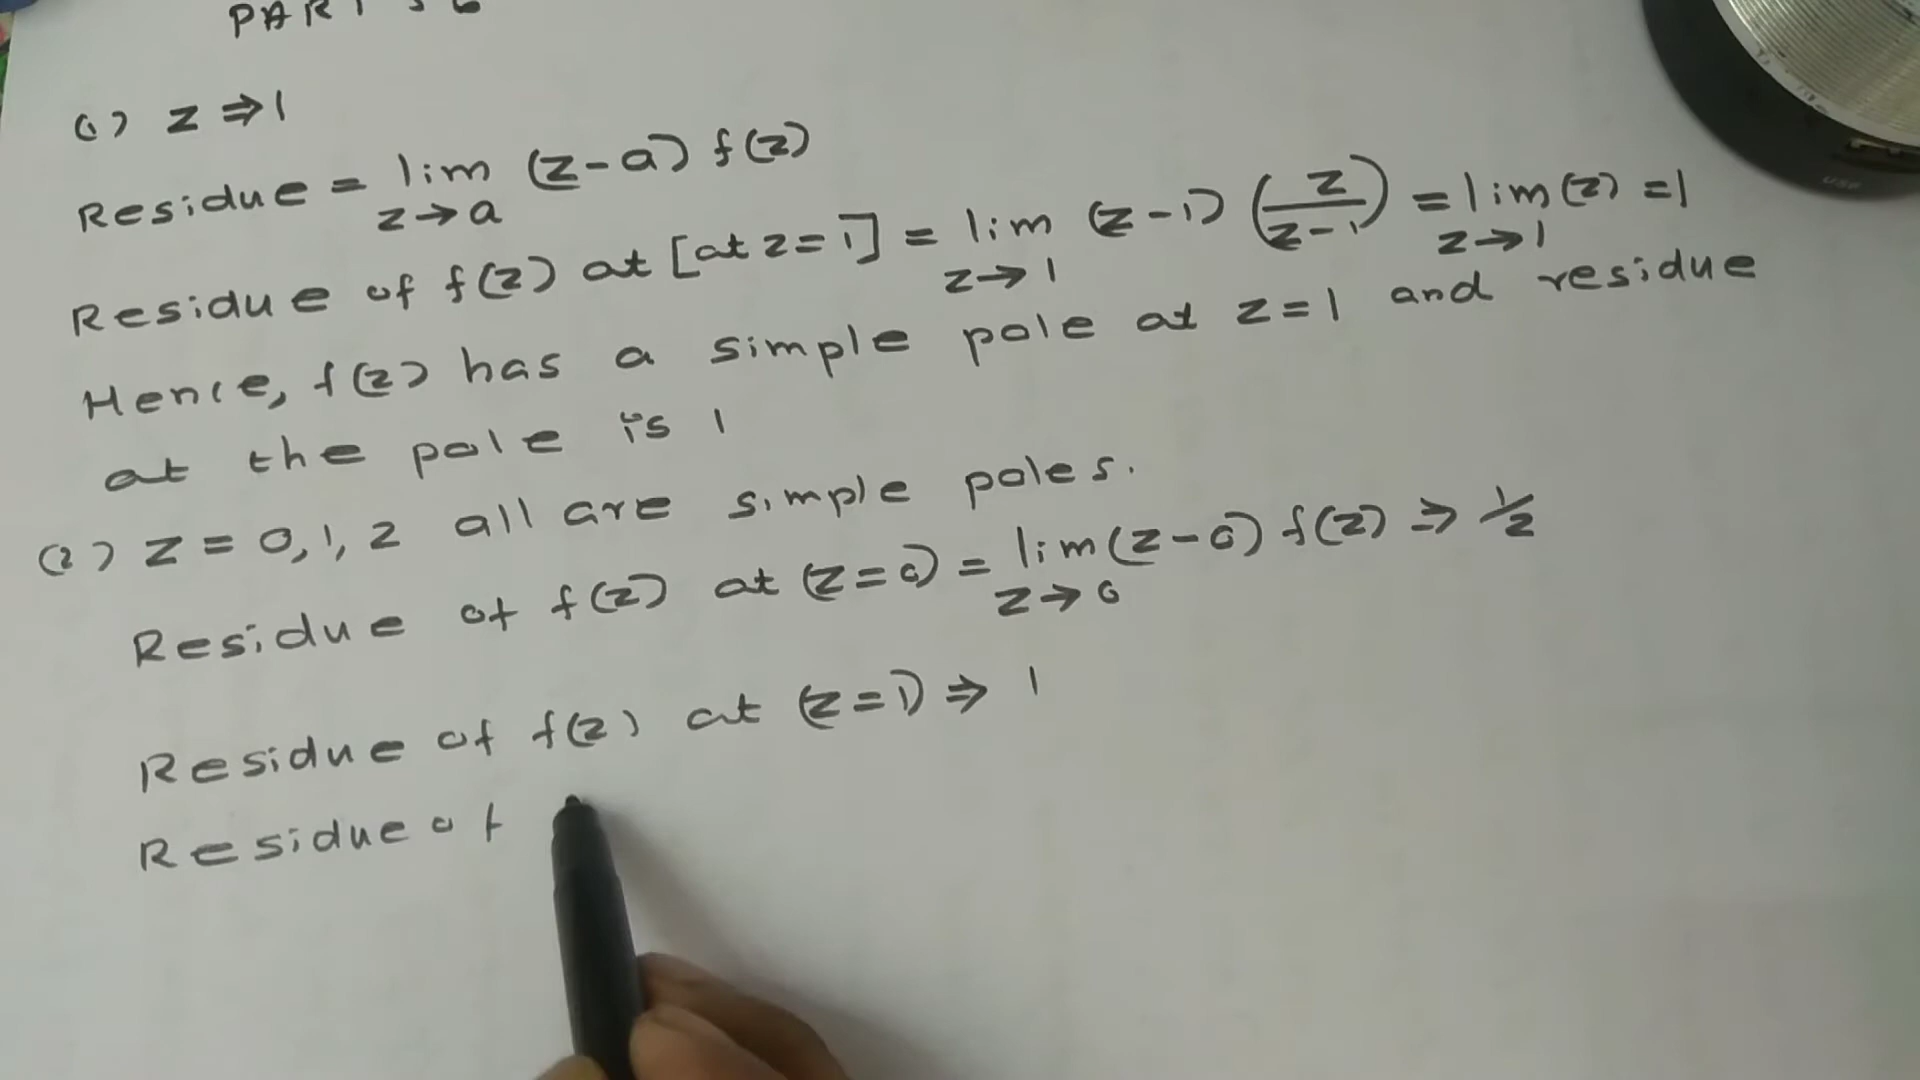 PART 36
(1) z ⇒ 1
Residue = lim (z-a) f(z)
z→a
Residue of f(z) at [at z=1] = lim (z-1) (z/z-1) = lim (z) = 1
z→1 z→1
Hence, f(z) has a simple pole at z=1 and residue
at the pole is 1
(2) z = 0, 1, 2 all are simple poles.
Residue of f(z) at (z=0) = lim (z-0) f(z) ⇒ 1/2
z→0
Residue of f(z) at (z=1) ⇒ 1
Residue of